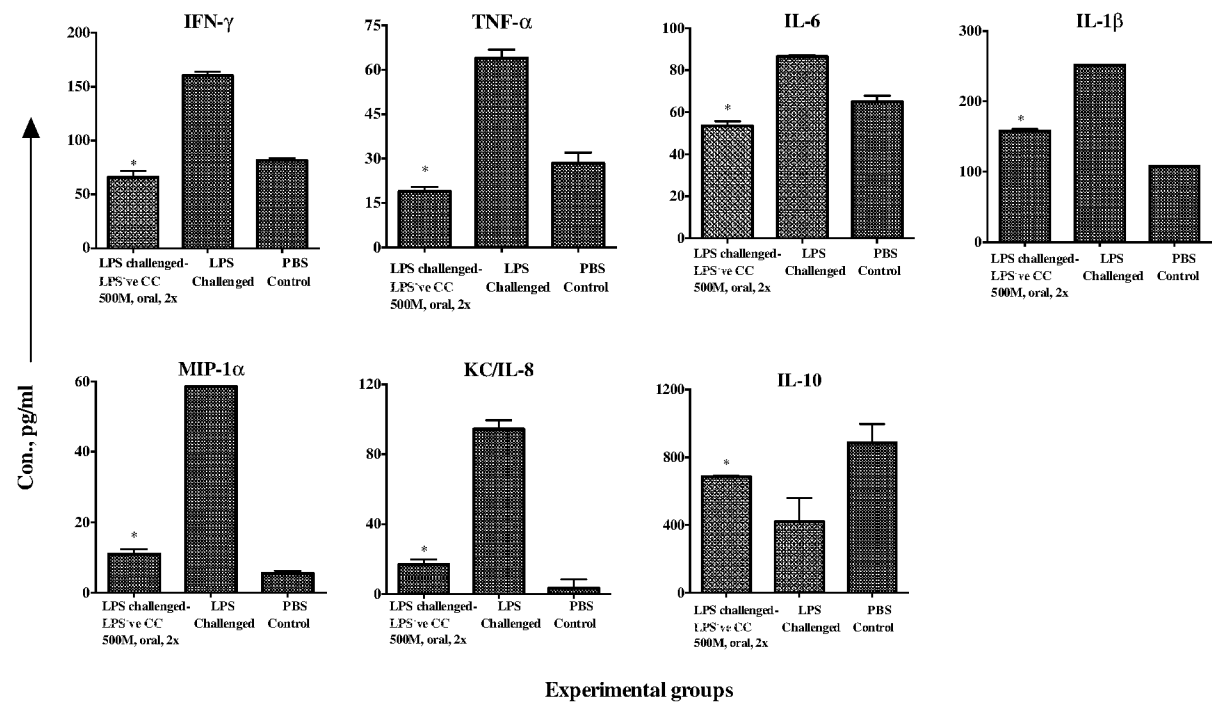 IFN-γ
200
150
100
50
0
*
LPS challenged-
LPS-ve CC
500M, oral, 2x
LPS
Challenged
PBS
Control
TNF-α
75
60
45
30
15
0
*
LPS challenged-
LPS-ve CC
500M, oral, 2x
LPS
Challenged
PBS
Control
IL-6
100
80
60
40
20
0
*
LPS challenged-
LPS-ve CC
500M, oral, 2x
LPS
Challenged
PBS
Control
IL-1β
300
200
100
0
*
LPS challenged-
LPS-ve CC
500M, oral, 2x
LPS
Challenged
PBS
Control
Con., pg/ml
MIP-1α
60
40
20
0
*
LPS challenged-
LPS-ve CC
500M, oral, 2x
LPS
Challenged
PBS
Control
KC/IL-8
120
80
40
0
*
LPS challenged-
LPS-ve CC
500M, oral, 2x
LPS
Challenged
PBS
Control
IL-10
1200
800
400
0
*
LPS challenged-
LPS-ve CC
500M, oral, 2x
LPS
Challenged
PBS
Control
Experimental groups